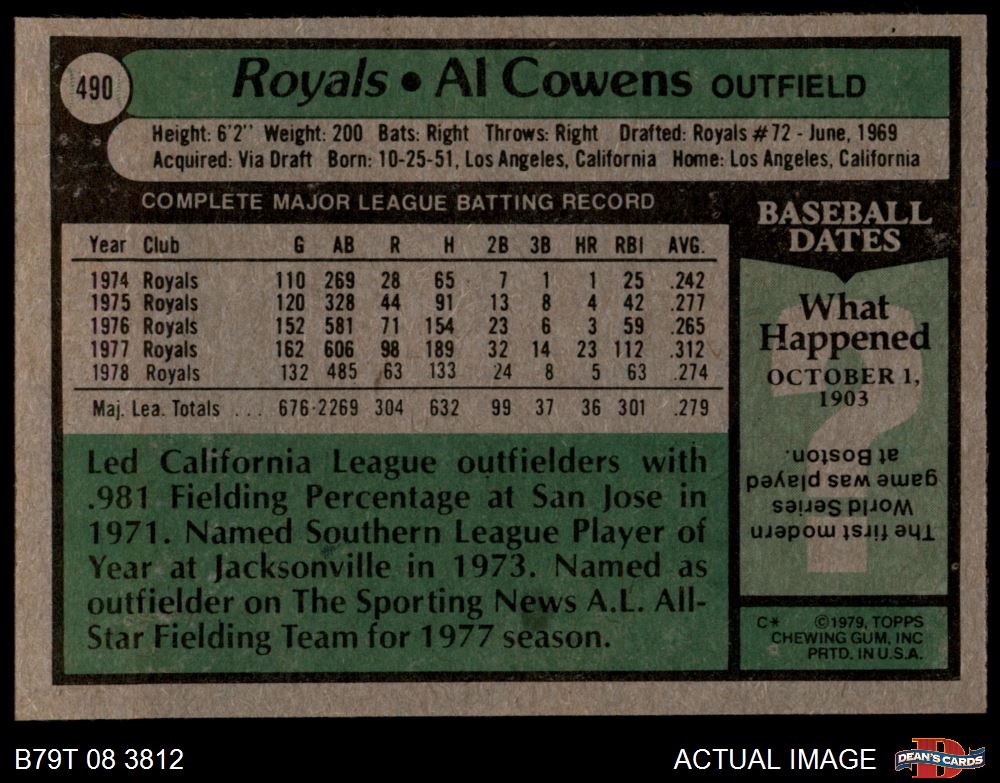 490
Royals • Al Cowens OUTFIELD
Height: 6'2" Weight: 200 Bats: Right Throws: Right Drafted: Royals #72 - June, 1969
Acquired: Via Draft Born: 10-25-51, Los Angeles, California Home: Los Angeles, California
COMPLETE MAJOR LEAGUE BATTING RECORD
Year Club G AB R H 2B 3B HR RBI AVG.
1974 Royals 110 269 28 65 7 1 1 25 .242
1975 Royals 120 328 44 91 13 8 4 42 .277
1976 Royals 152 581 71 154 23 6 3 59 .265
1977 Royals 162 606 98 189 32 14 23 112 .312
1978 Royals 132 485 63 133 24 8 5 63 .274
Maj. Lea. Totals ... 676 2269 304 632 99 37 36 301 .279
Led California League outfielders with
.981 Fielding Percentage at San Jose in
1971. Named Southern League Player of
Year at Jacksonville in 1973. Named as
outfielder on The Sporting News A.L. All-
Star Fielding Team for 1977 season.
BASEBALL
DATES
What
Happened
OCTOBER 1,
1903
The first modern
World Series
game was played
at Boston.
C* ©1979, TOPPS
CHEWING GUM, INC
PRTD. IN U.S.A.
B79T 08 3812
ACTUAL IMAGE
D
DEAN'S CARDS